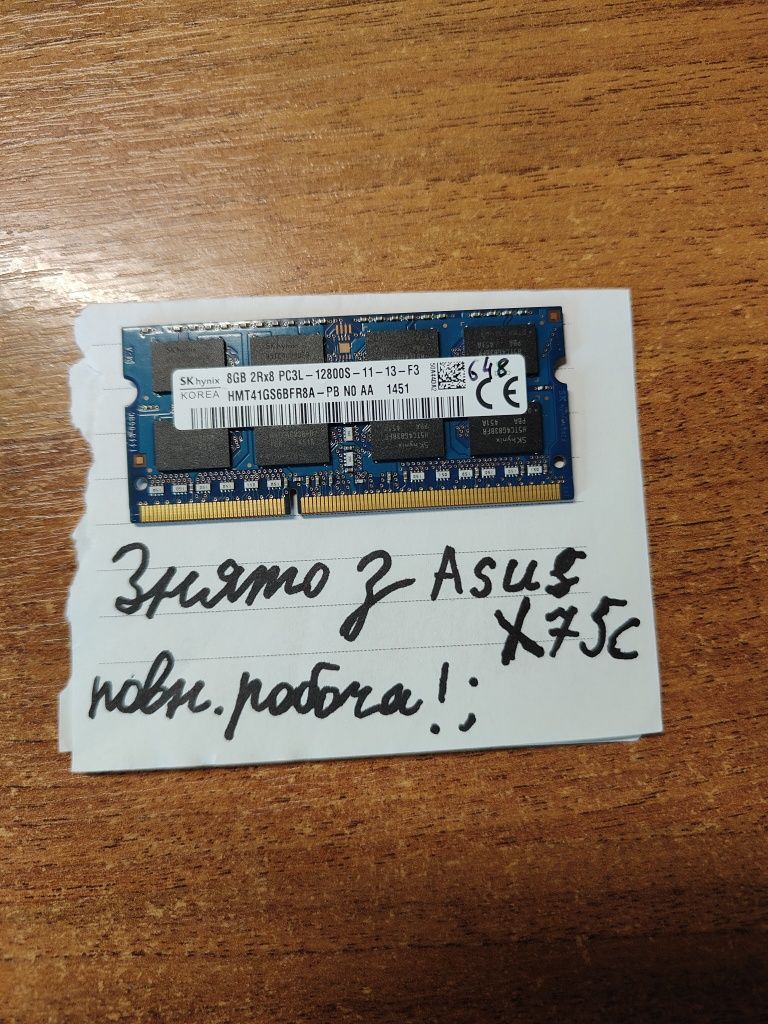 SK hynix 8GB 2Rx8 PC3L-12800S-11-13-F3
KOREA HMT41GS6BFR8A-PB N0 AA 1451
648
CE
Знято з Asus
X75c
повн. робоча!;